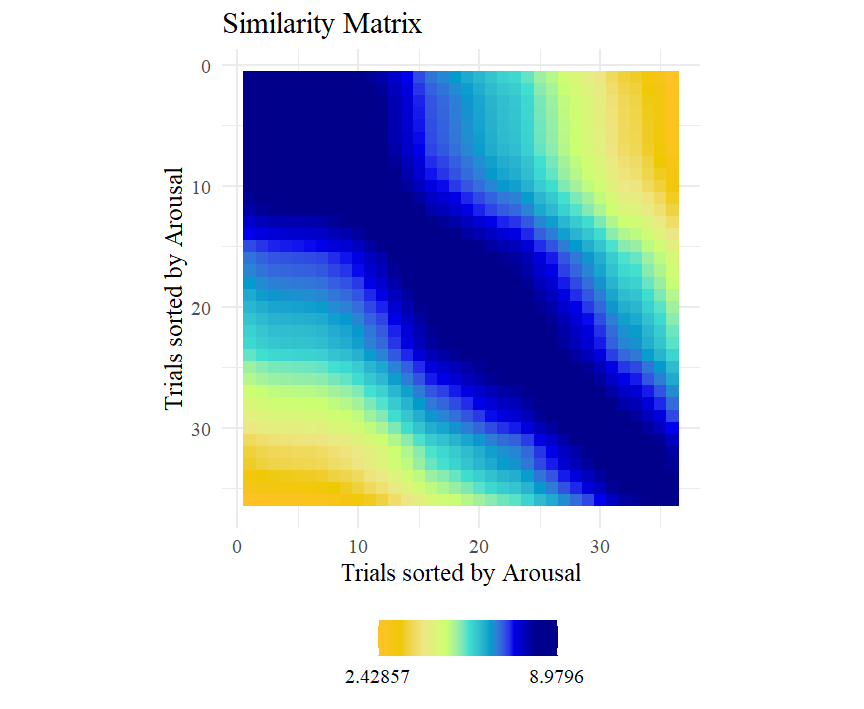 Similarity Matrix
0
10
20
30
Trials sorted by Arousal
0 10 20 30
Trials sorted by Arousal
2.42857 8.9796